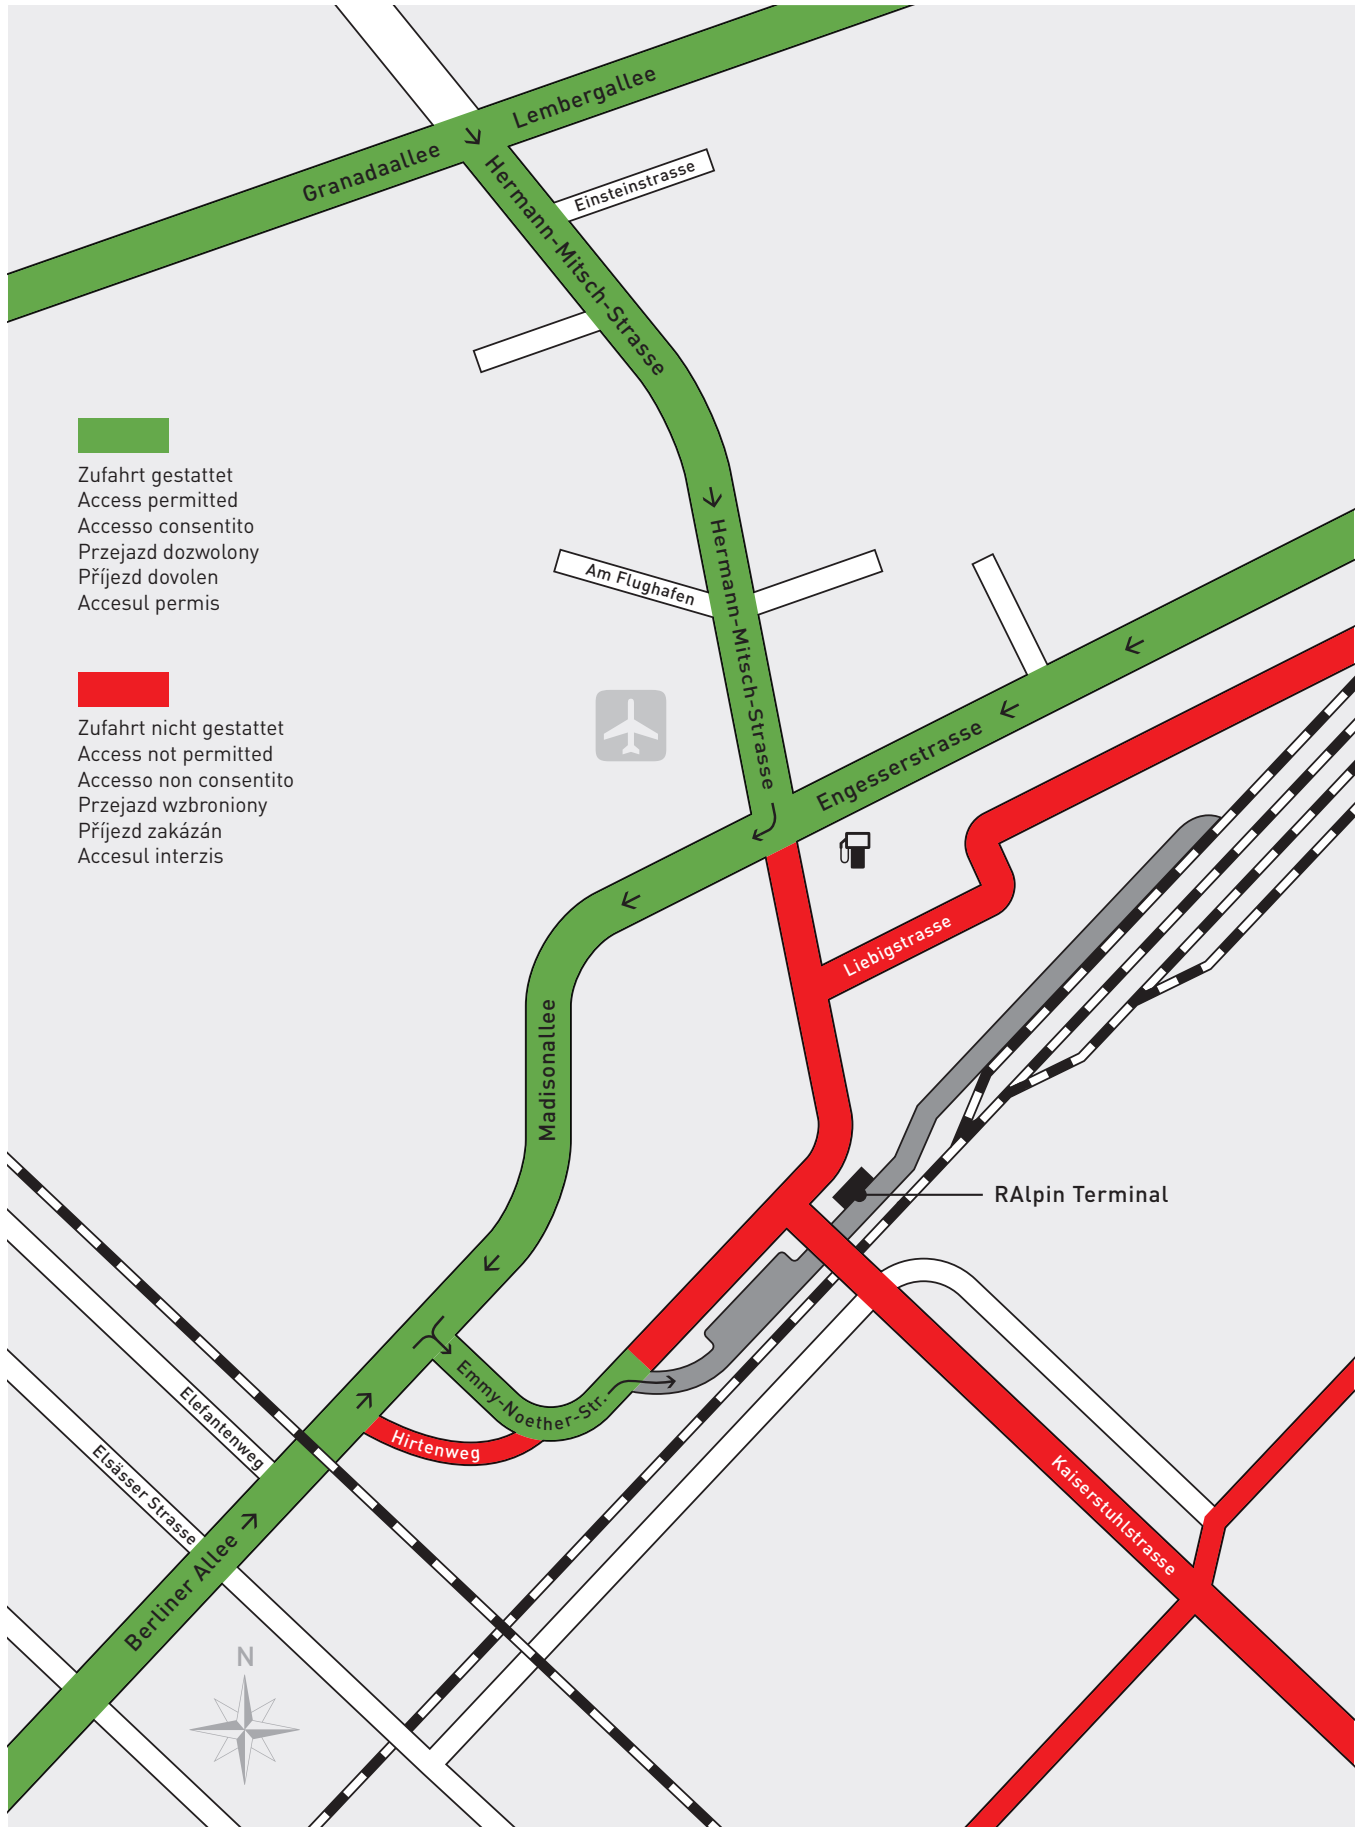 Lembergallee
Granadaallee
Einsteinstrasse
Hermann-Mitsch-Strasse
Zufahrt gestattet
Access permitted
Accesso consentito
Przejazd dozwolony
Příjezd dovolen
Accesul permis
Am Flughafen
Hermann-Mitsch-Strasse
Zufahrt nicht gestattet
Access not permitted
Accesso non consentito
Przejazd wzbroniony
Příjezd zakázán
Accesul interzis
Engesserstrasse
Liebigstrasse
Madisonallee
RAlpin Terminal
Emmy-Noether-Str.
Hirtenweg
Elefantenweg
Elsässer Strasse
Kaiserstuhlstrasse
Berliner Allee
N